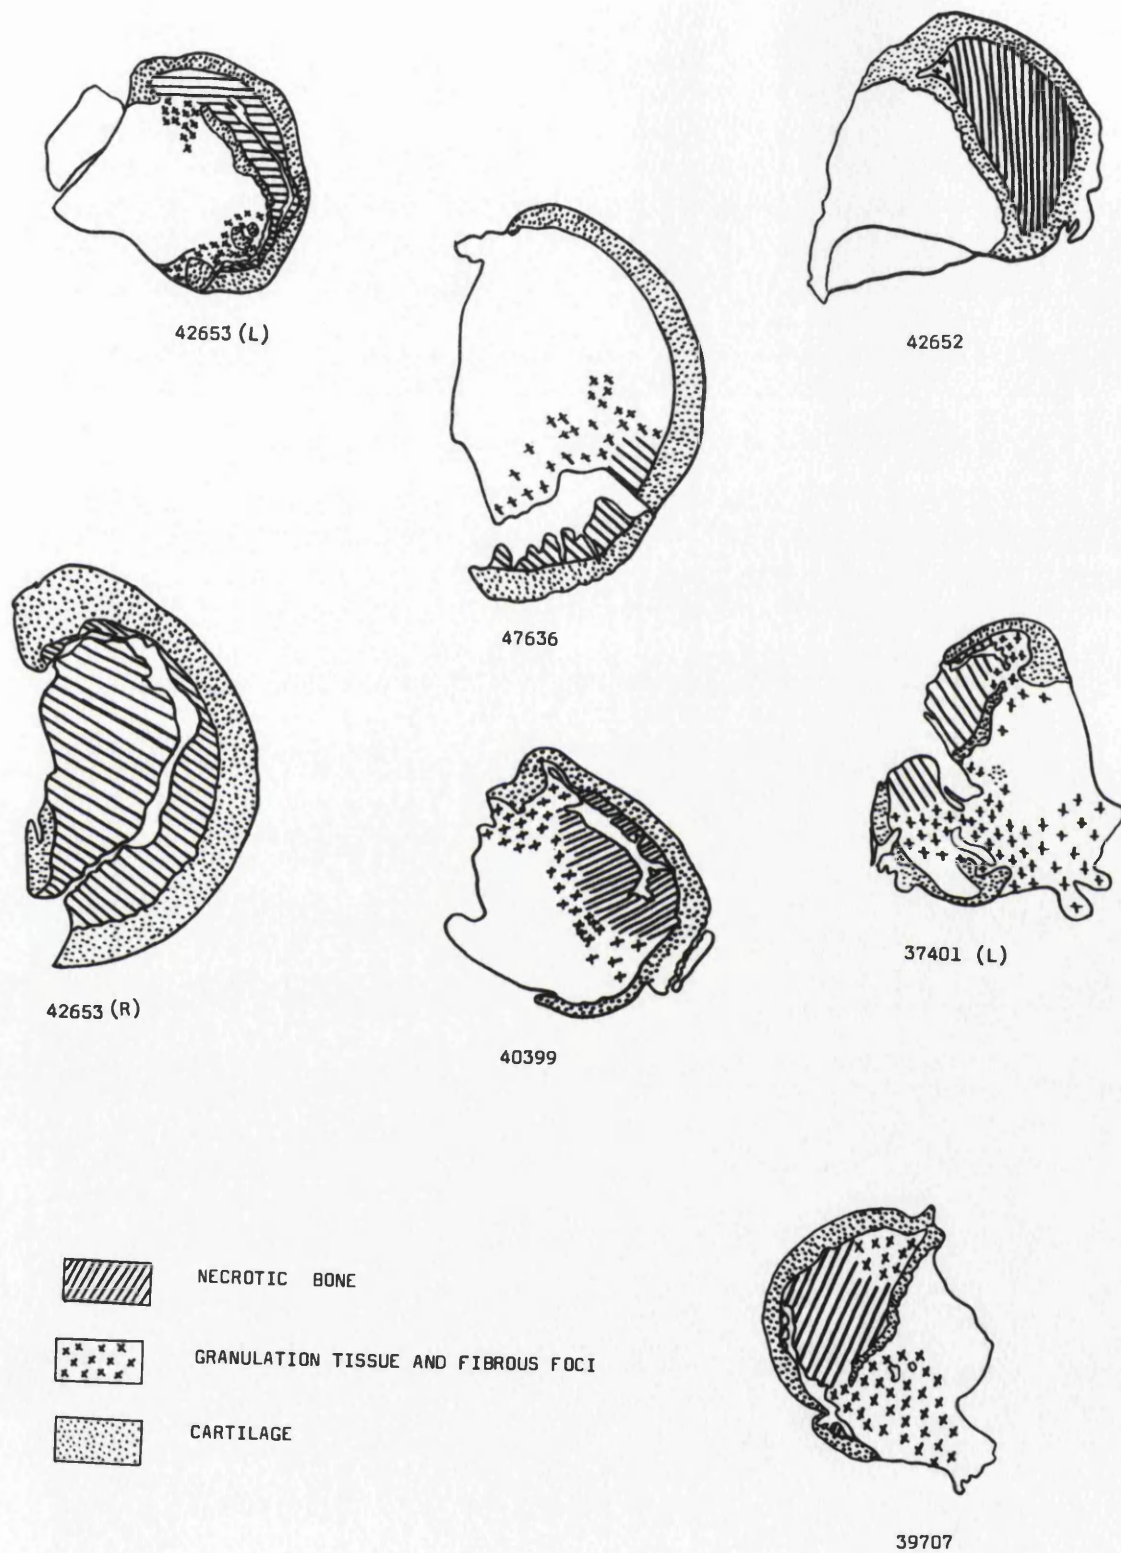 42653 (L)
42652
47636
42653 (R)
37401 (L)
40399
NECROTIC BONE
GRANULATION TISSUE AND FIBROUS FOCI
CARTILAGE
39707